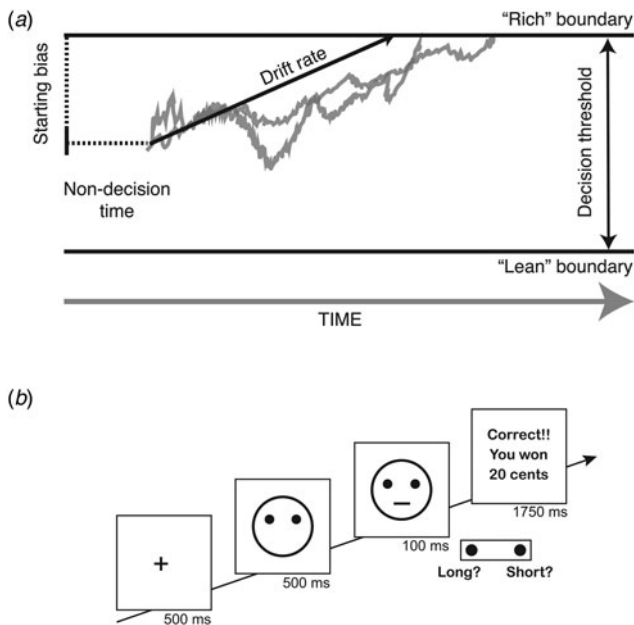 (a)
“Rich” boundary
Starting bias
Drift rate
Decision threshold
Non-decision
time
“Lean” boundary
TIME
(b)
Correct!!
You won
20 cents
1750 ms
100 ms
Long? Short?
500 ms
+
500 ms